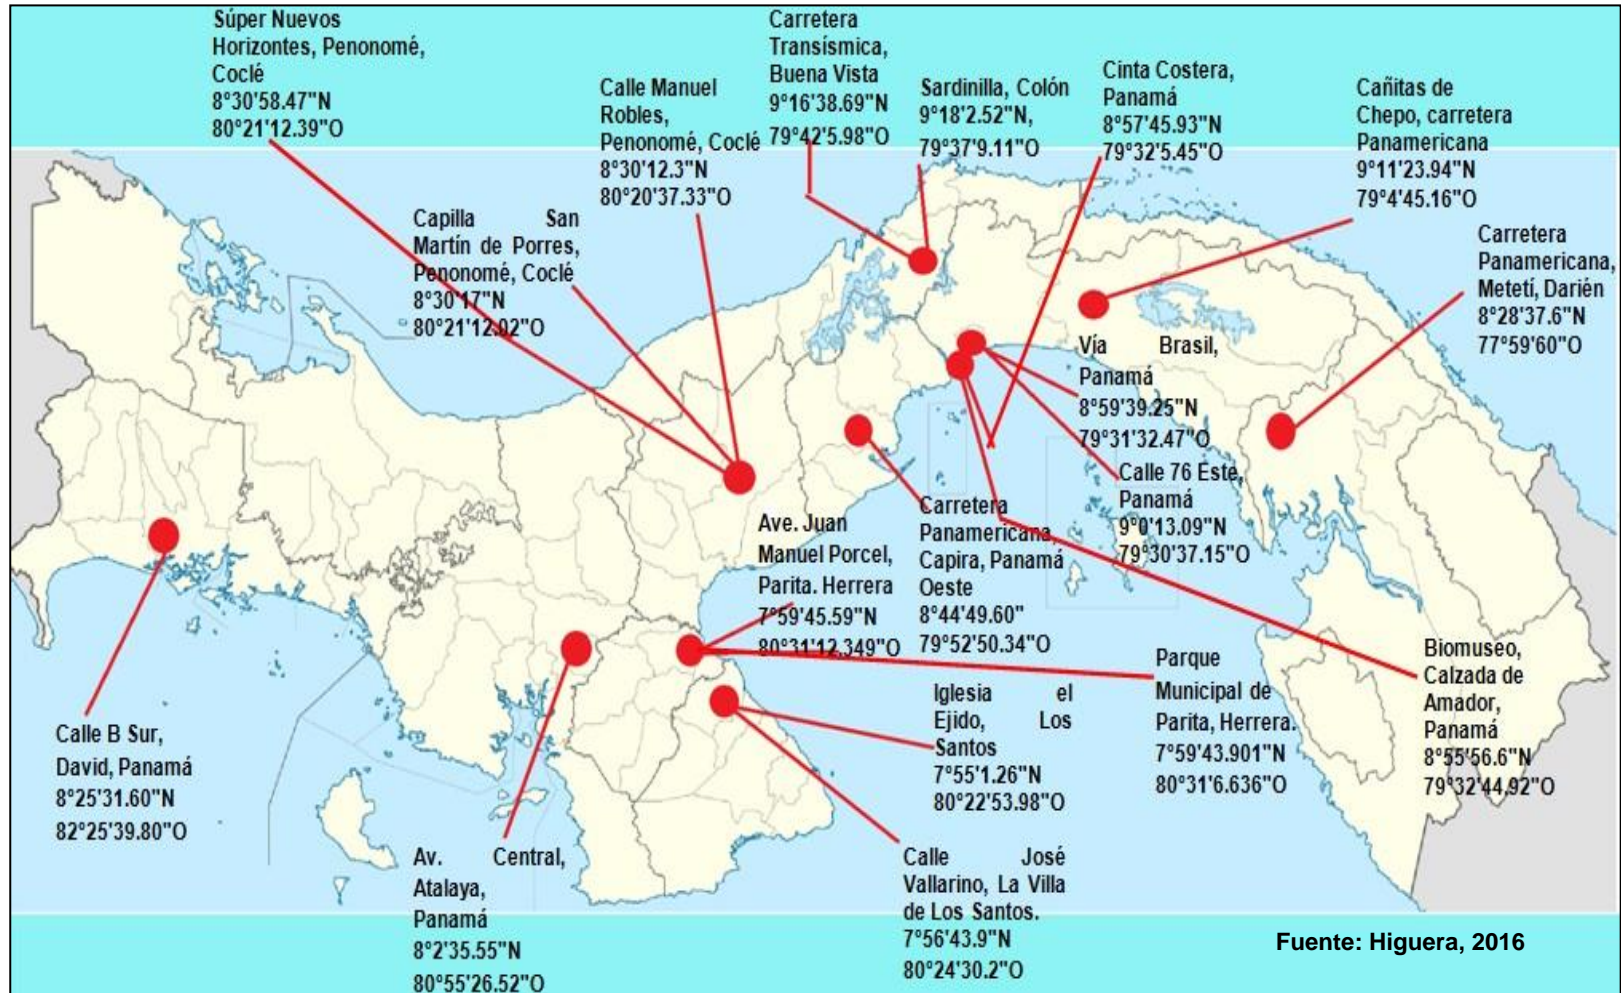 Súper Nuevos
Horizontes, Penonomé,
Coclé
8°30'58.47"N
80°21'12.39"O
Calle Manuel
Robles,
Penonomé, Coclé
8°30'12.3"N
80°20'37.33"O
Carretera
Transísmica,
Buena Vista
9°16'38.69"N
79°42'5.98"O
Sardinilla, Colón
9°18'2.52"N,
79°37'9.11"O
Cinta Costera,
Panamá
8°57'45.93"N
79°32'5.45"O
Cañitas de
Chepo, carretera
Panamericana
9°11'23.94"N
79°4'45.16"O
Carretera
Panamericana,
Metetí, Darién
8°28'37.6"N
77°59'60"O
Capilla San
Martín de Porres,
Penonomé, Coclé
8°30'17"N
80°21'12.02"O
Vía Brasil,
Panamá
8°59'39.25"N
79°31'32.47"O
Calle 76 Este,
Panamá
9°0'13.09"N
79°30'37.15"O
Ave. Juan
Manuel Porcel,
Parita. Herrera
7°59'45.59"N
80°31'12.349"O
Carretera
Panamericana,
Capira, Panamá
Oeste
8°44'49.60"
79°52'50.34"O
Parque
Municipal de
Parita, Herrera.
7°59'43.901"N
80°31'6.636"O
Biomuseo,
Calzada de
Amador,
Panamá
8°55'56.6"N
79°32'44.92"O
Iglesia el
Ejido, Los
Santos
7°55'1.26"N
80°22'53.98"O
Calle B Sur,
David, Panamá
8°25'31.60"N
82°25'39.80"O
Av. Central,
Atalaya,
Panamá
8°2'35.55"N
80°55'26.52"O
Calle José
Vallarino, La Villa
de Los Santos.
7°56'43.9"N
80°24'30.2"O
Fuente: Higuera, 2016